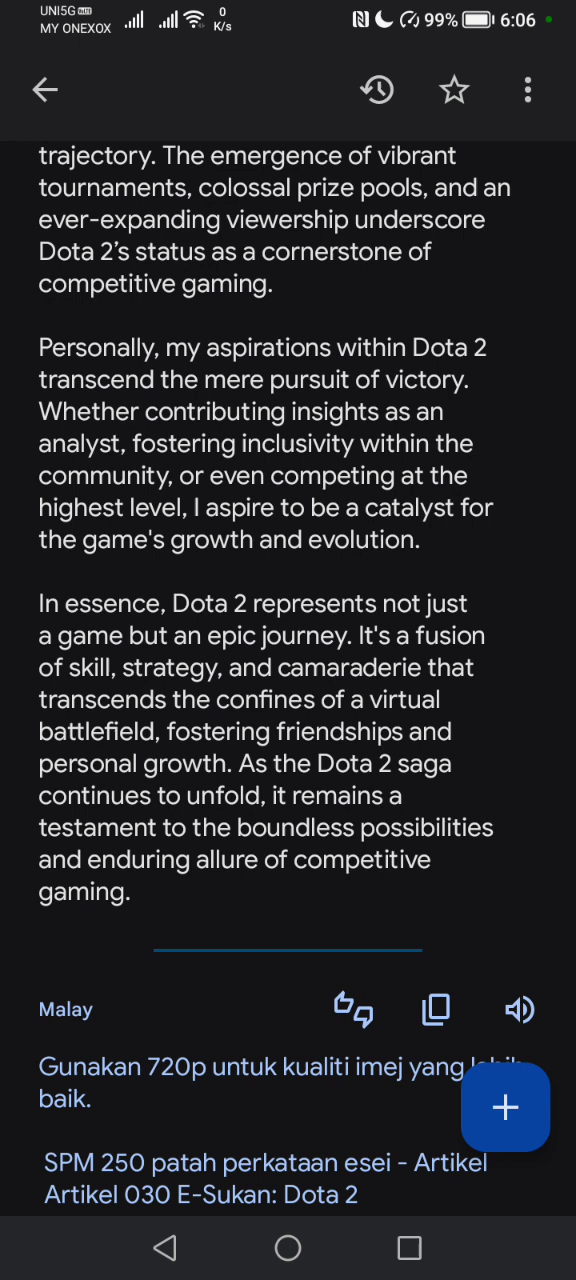 UNI5G
MY ONEXOX
0
K/s
99%
6:06
trajectory. The emergence of vibrant
tournaments, colossal prize pools, and an
ever-expanding viewership underscore
Dota 2’s status as a cornerstone of
competitive gaming.
Personally, my aspirations within Dota 2
transcend the mere pursuit of victory.
Whether contributing insights as an
analyst, fostering inclusivity within the
community, or even competing at the
highest level, I aspire to be a catalyst for
the game's growth and evolution.
In essence, Dota 2 represents not just
a game but an epic journey. It's a fusion
of skill, strategy, and camaraderie that
transcends the confines of a virtual
battlefield, fostering friendships and
personal growth. As the Dota 2 saga
continues to unfold, it remains a
testament to the boundless possibilities
and enduring allure of competitive
gaming.
Malay
Gunakan 720p untuk kualiti imej yang
baik.
SPM 250 patah perkataan esei - Artikel
Artikel 030 E-Sukan: Dota 2